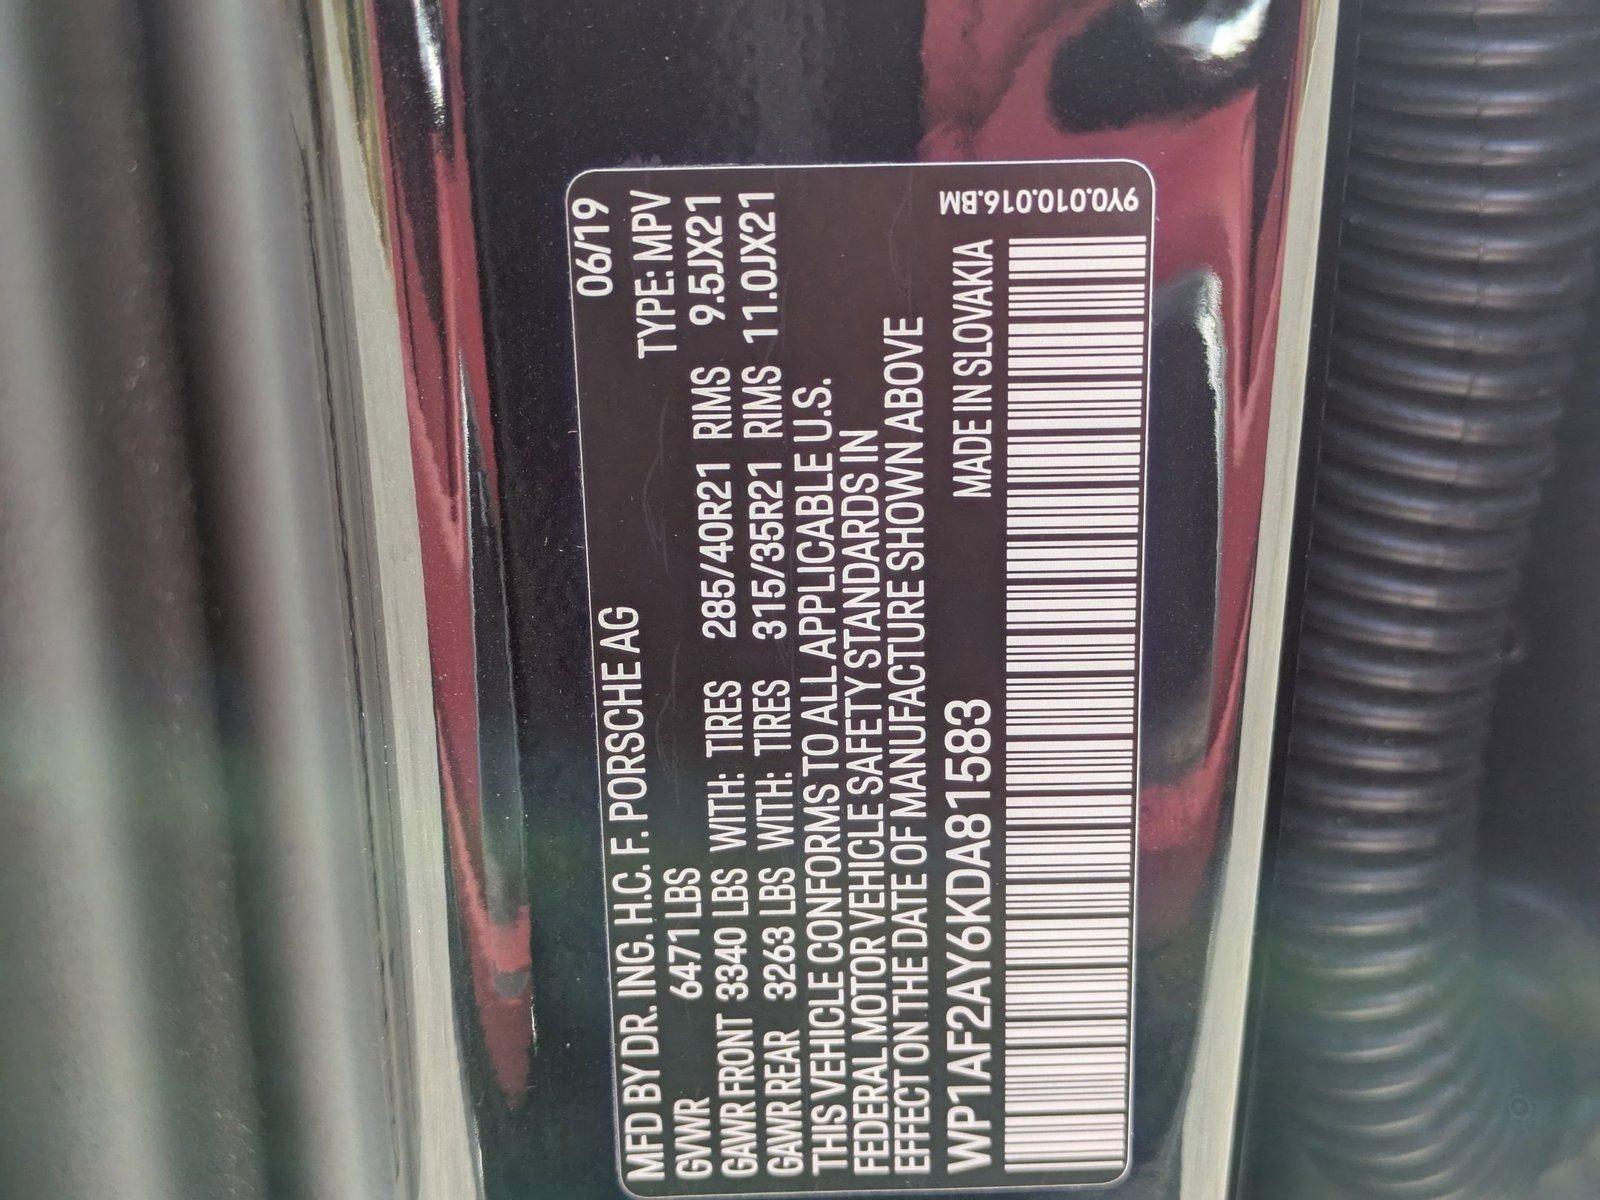 06/19
MFD BY DR. ING. H.C. F. PORSCHE AG
GVWR 6471 LBS TYPE: MPV
GAWR FRONT 3340 LBS WITH: TIRES 285/40R21 RIMS 9.5JX21
GAWR REAR 3263 LBS WITH: TIRES 315/35R21 RIMS 11.0JX21
THIS VEHICLE CONFORMS TO ALL APPLICABLE U.S.
FEDERAL MOTOR VEHICLE SAFETY STANDARDS IN
EFFECT ON THE DATE OF MANUFACTURE SHOWN ABOVE
WP1AF2AY6KDA81583 MADE IN SLOVAKIA
9Y0.010.016.BM